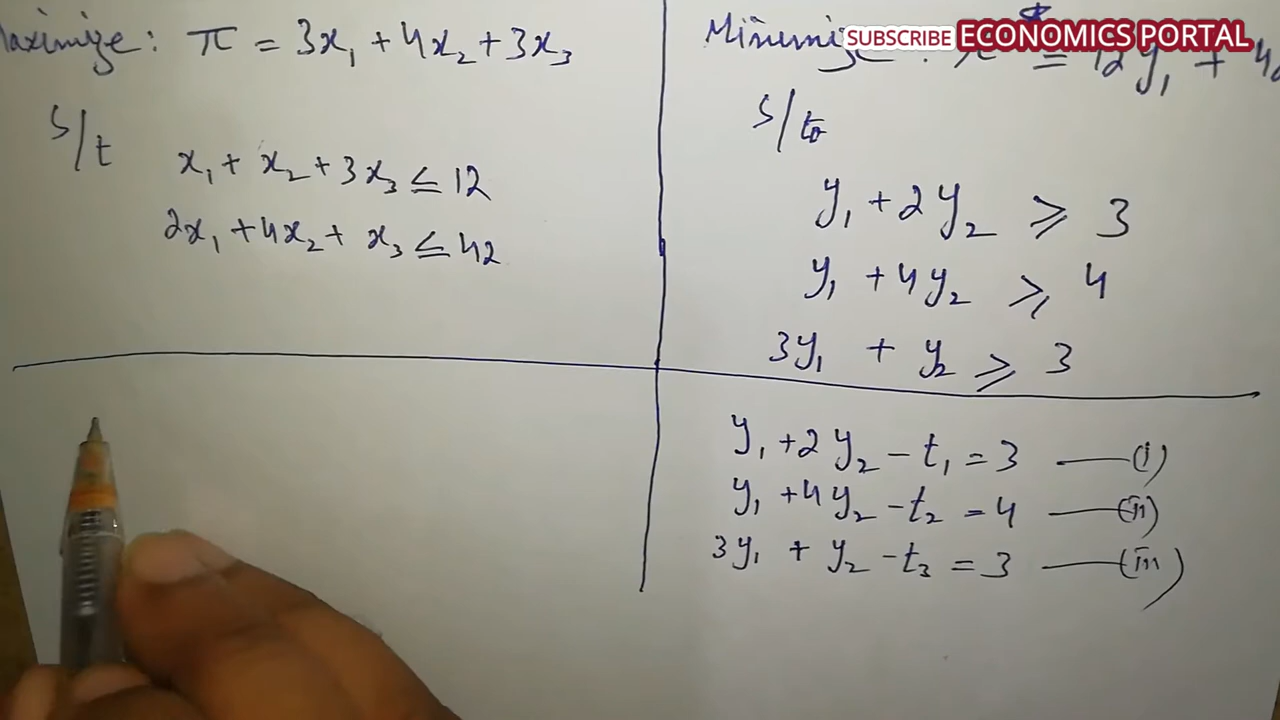 Maximize: π = 3x₁ + 4x₂ + 3x₃
S/t
x₁ + x₂ + 3x₃ ≤ 12
2x₁ + 4x₂ + x₃ ≤ 42
SUBSCRIBE ECONOMICS PORTAL
= 12y₁ +
S/to
y₁ + 2y₂ ≥ 3
y₁ + 4y₂ ≥ 4
3y₁ + y₂ ≥ 3
y₁ + 2y₂ - t₁ = 3 —(i)
y₁ + 4y₂ - t₂ = 4 —(ii)
3y₁ + y₂ - t₃ = 3 —(iii)